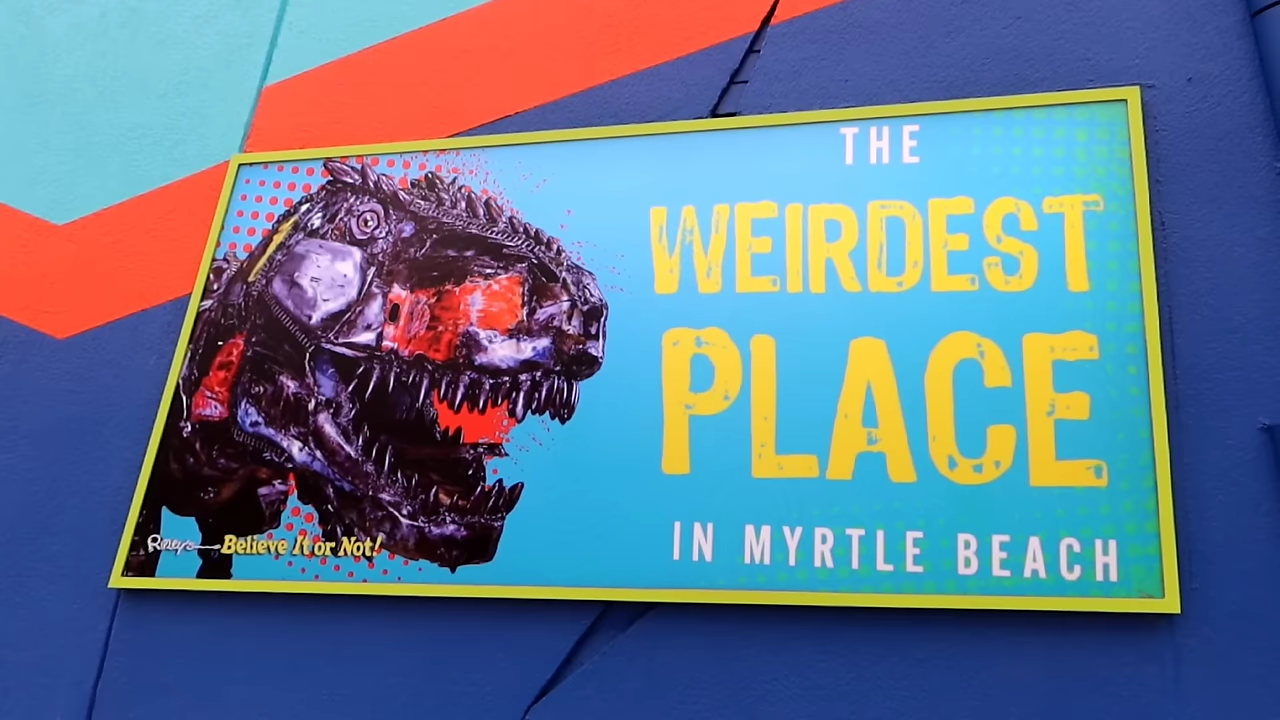 THE
WEIRDEST
PLACE
IN MYRTLE BEACH
Ripley's Believe It or Not!